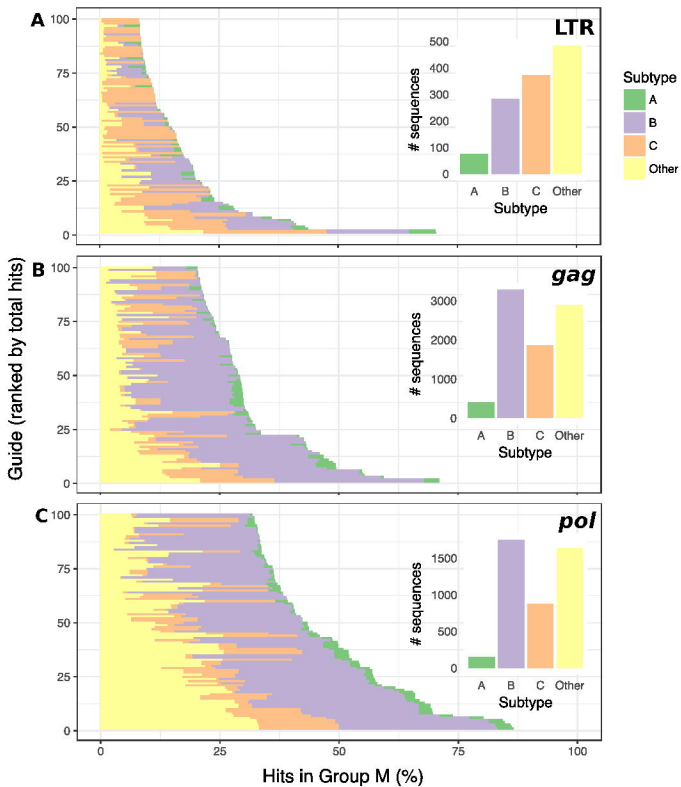 A
LTR
100
75
50
25
0
# sequences
500
400
300
200
100
0
A B C Other
Subtype
Subtype
A
B
C
Other
B
gag
100
75
50
25
0
# sequences
3000
2000
1000
0
A B C Other
Subtype
Guide (ranked by total hits)
C
pol
100
75
50
25
0
# sequences
1500
1000
500
0
A B C Other
Subtype
0 25 50 75 100
Hits in Group M (%)